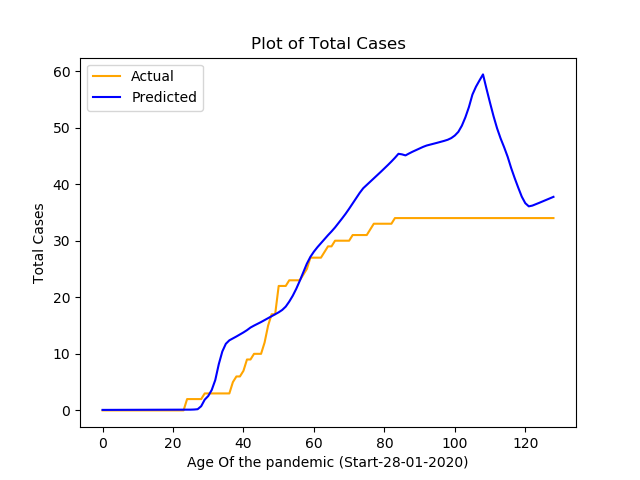 Plot of Total Cases
Actual
Predicted
60
50
40
30
20
10
0
Total Cases
0 20 40 60 80 100 120
Age Of the pandemic (Start-28-01-2020)